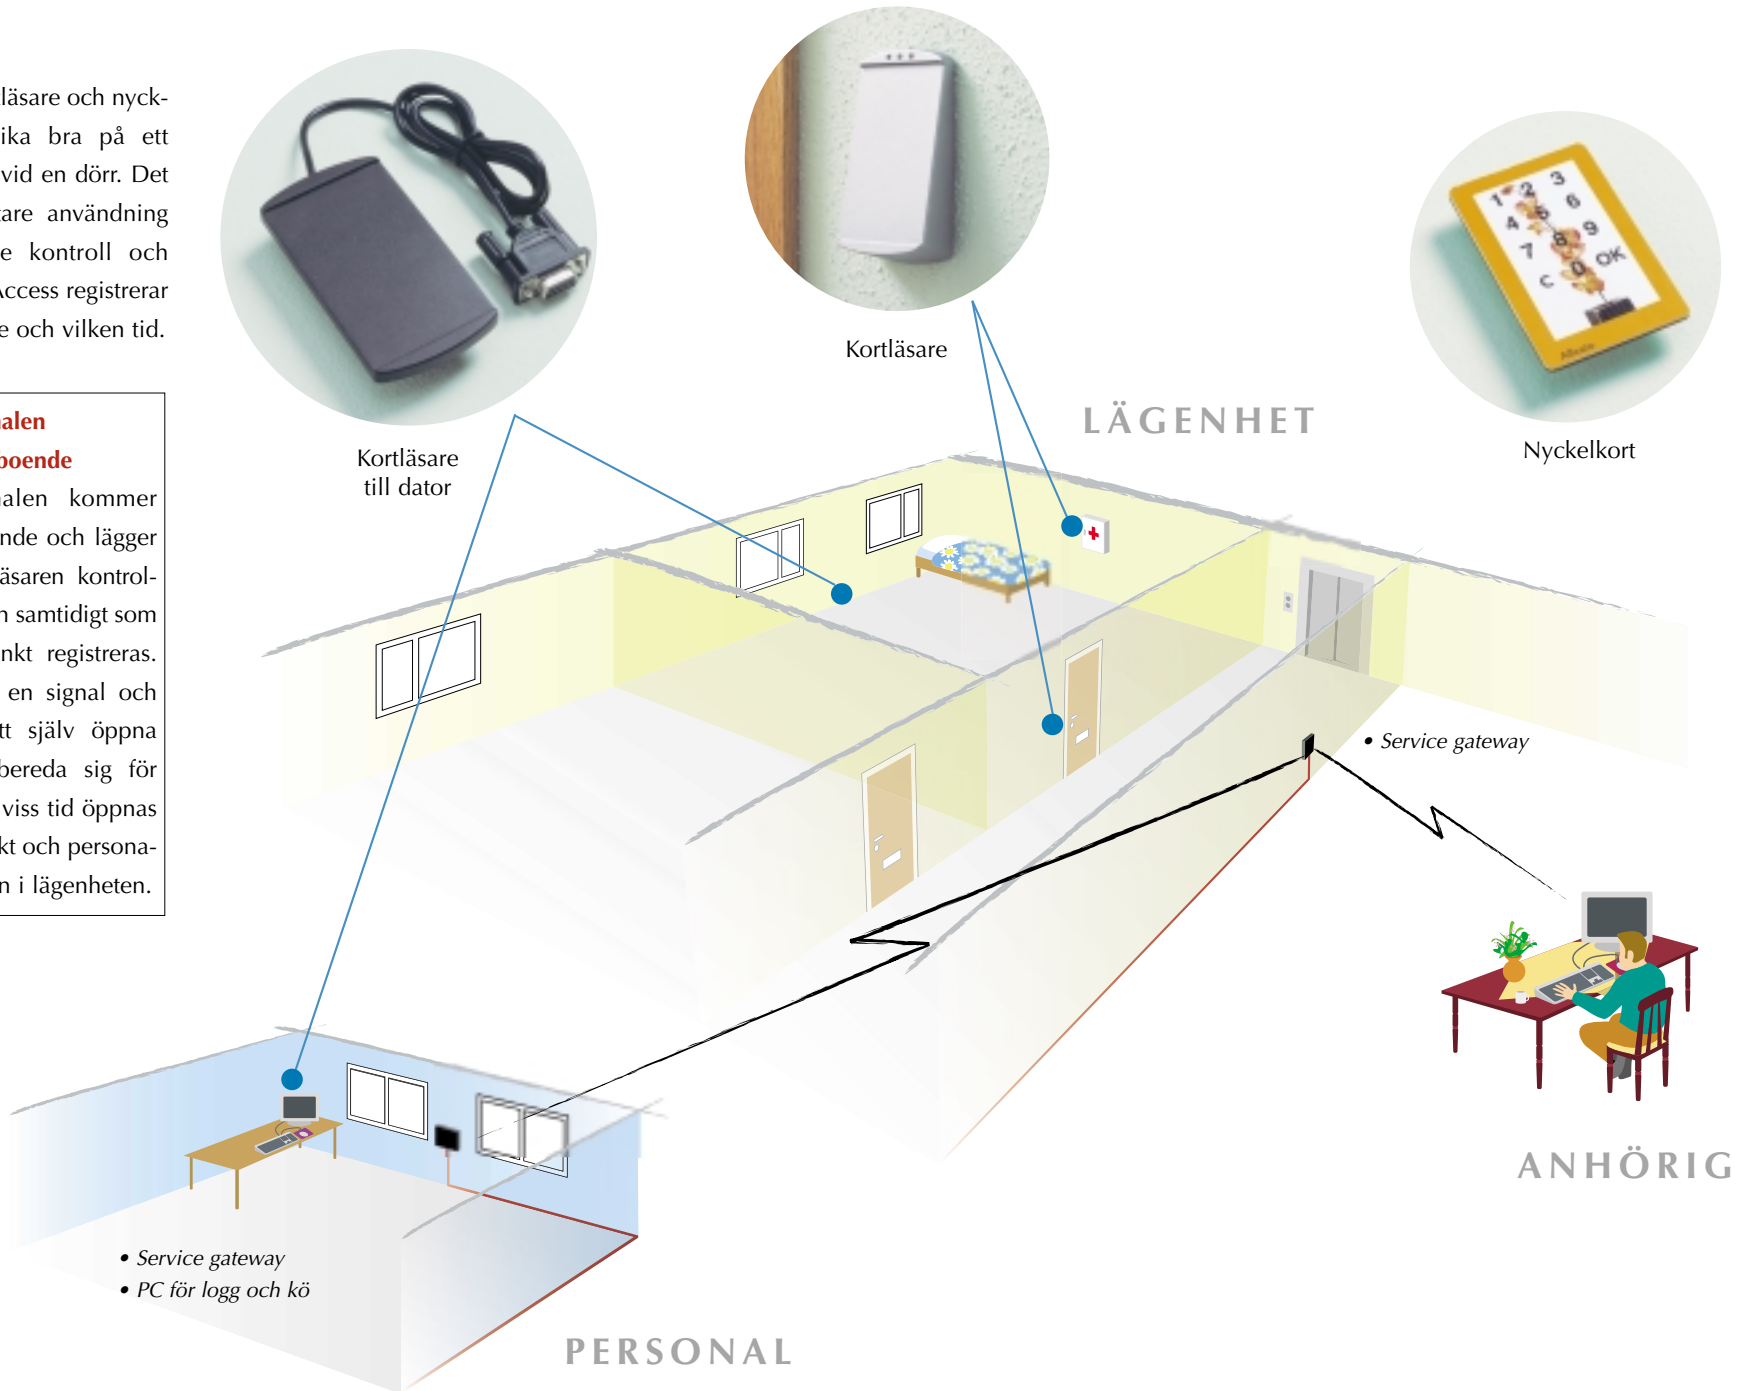 läsare och nyck-
ika bra på ett
vid en dörr. Det
tare användning
e kontroll och
Access registrerar
e och vilken tid.
alen
boende
alen kommer
ende och lägger
läsaren kontrol-
n samtidigt som
nkt registreras.
en signal och
tt själv öppna
bereda sig för
viss tid öppnas
kt och persona-
n i lägenheten.
Kortläsare
till dator
Kortläsare
1 2 3
4 5 6
7 8 9
C 0 OK
Nyckelkort
LÄGENHET
• Service gateway
ANHÖRIG
• Service gateway
• PC för logg och kö
PERSONAL